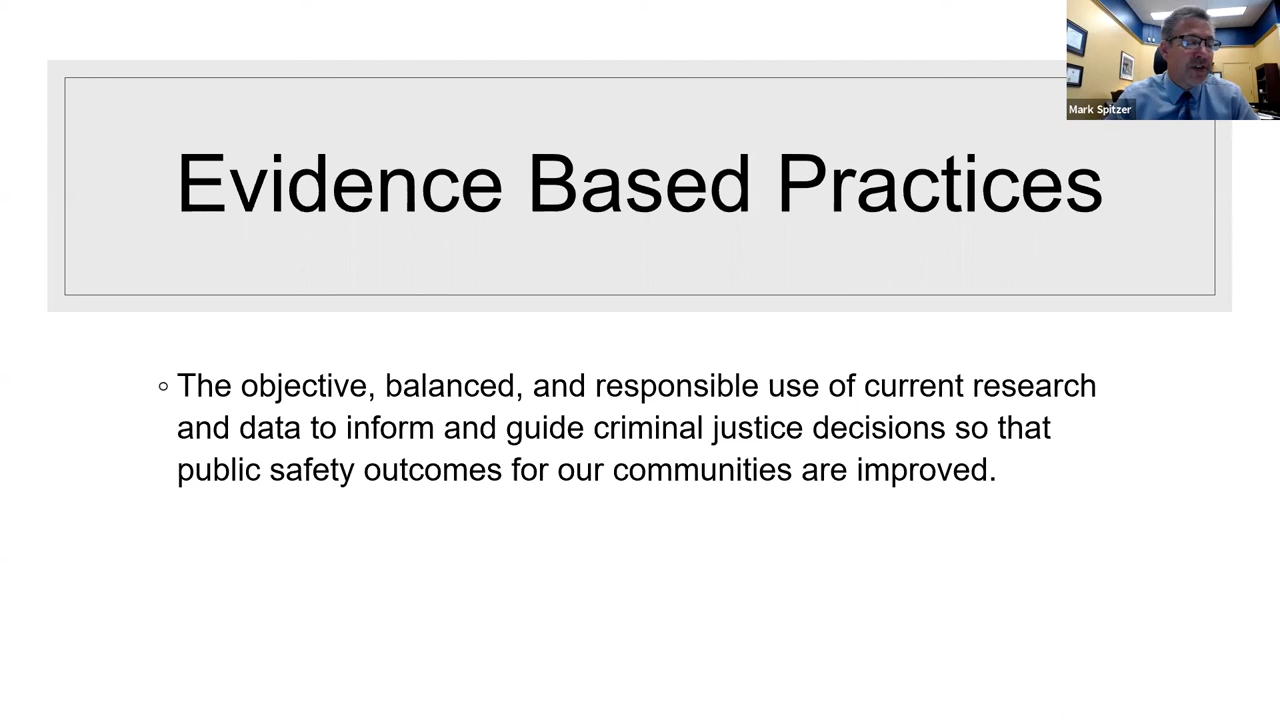 Mark Spitzer
Evidence Based Practices
The objective, balanced, and responsible use of current research
and data to inform and guide criminal justice decisions so that
public safety outcomes for our communities are improved.